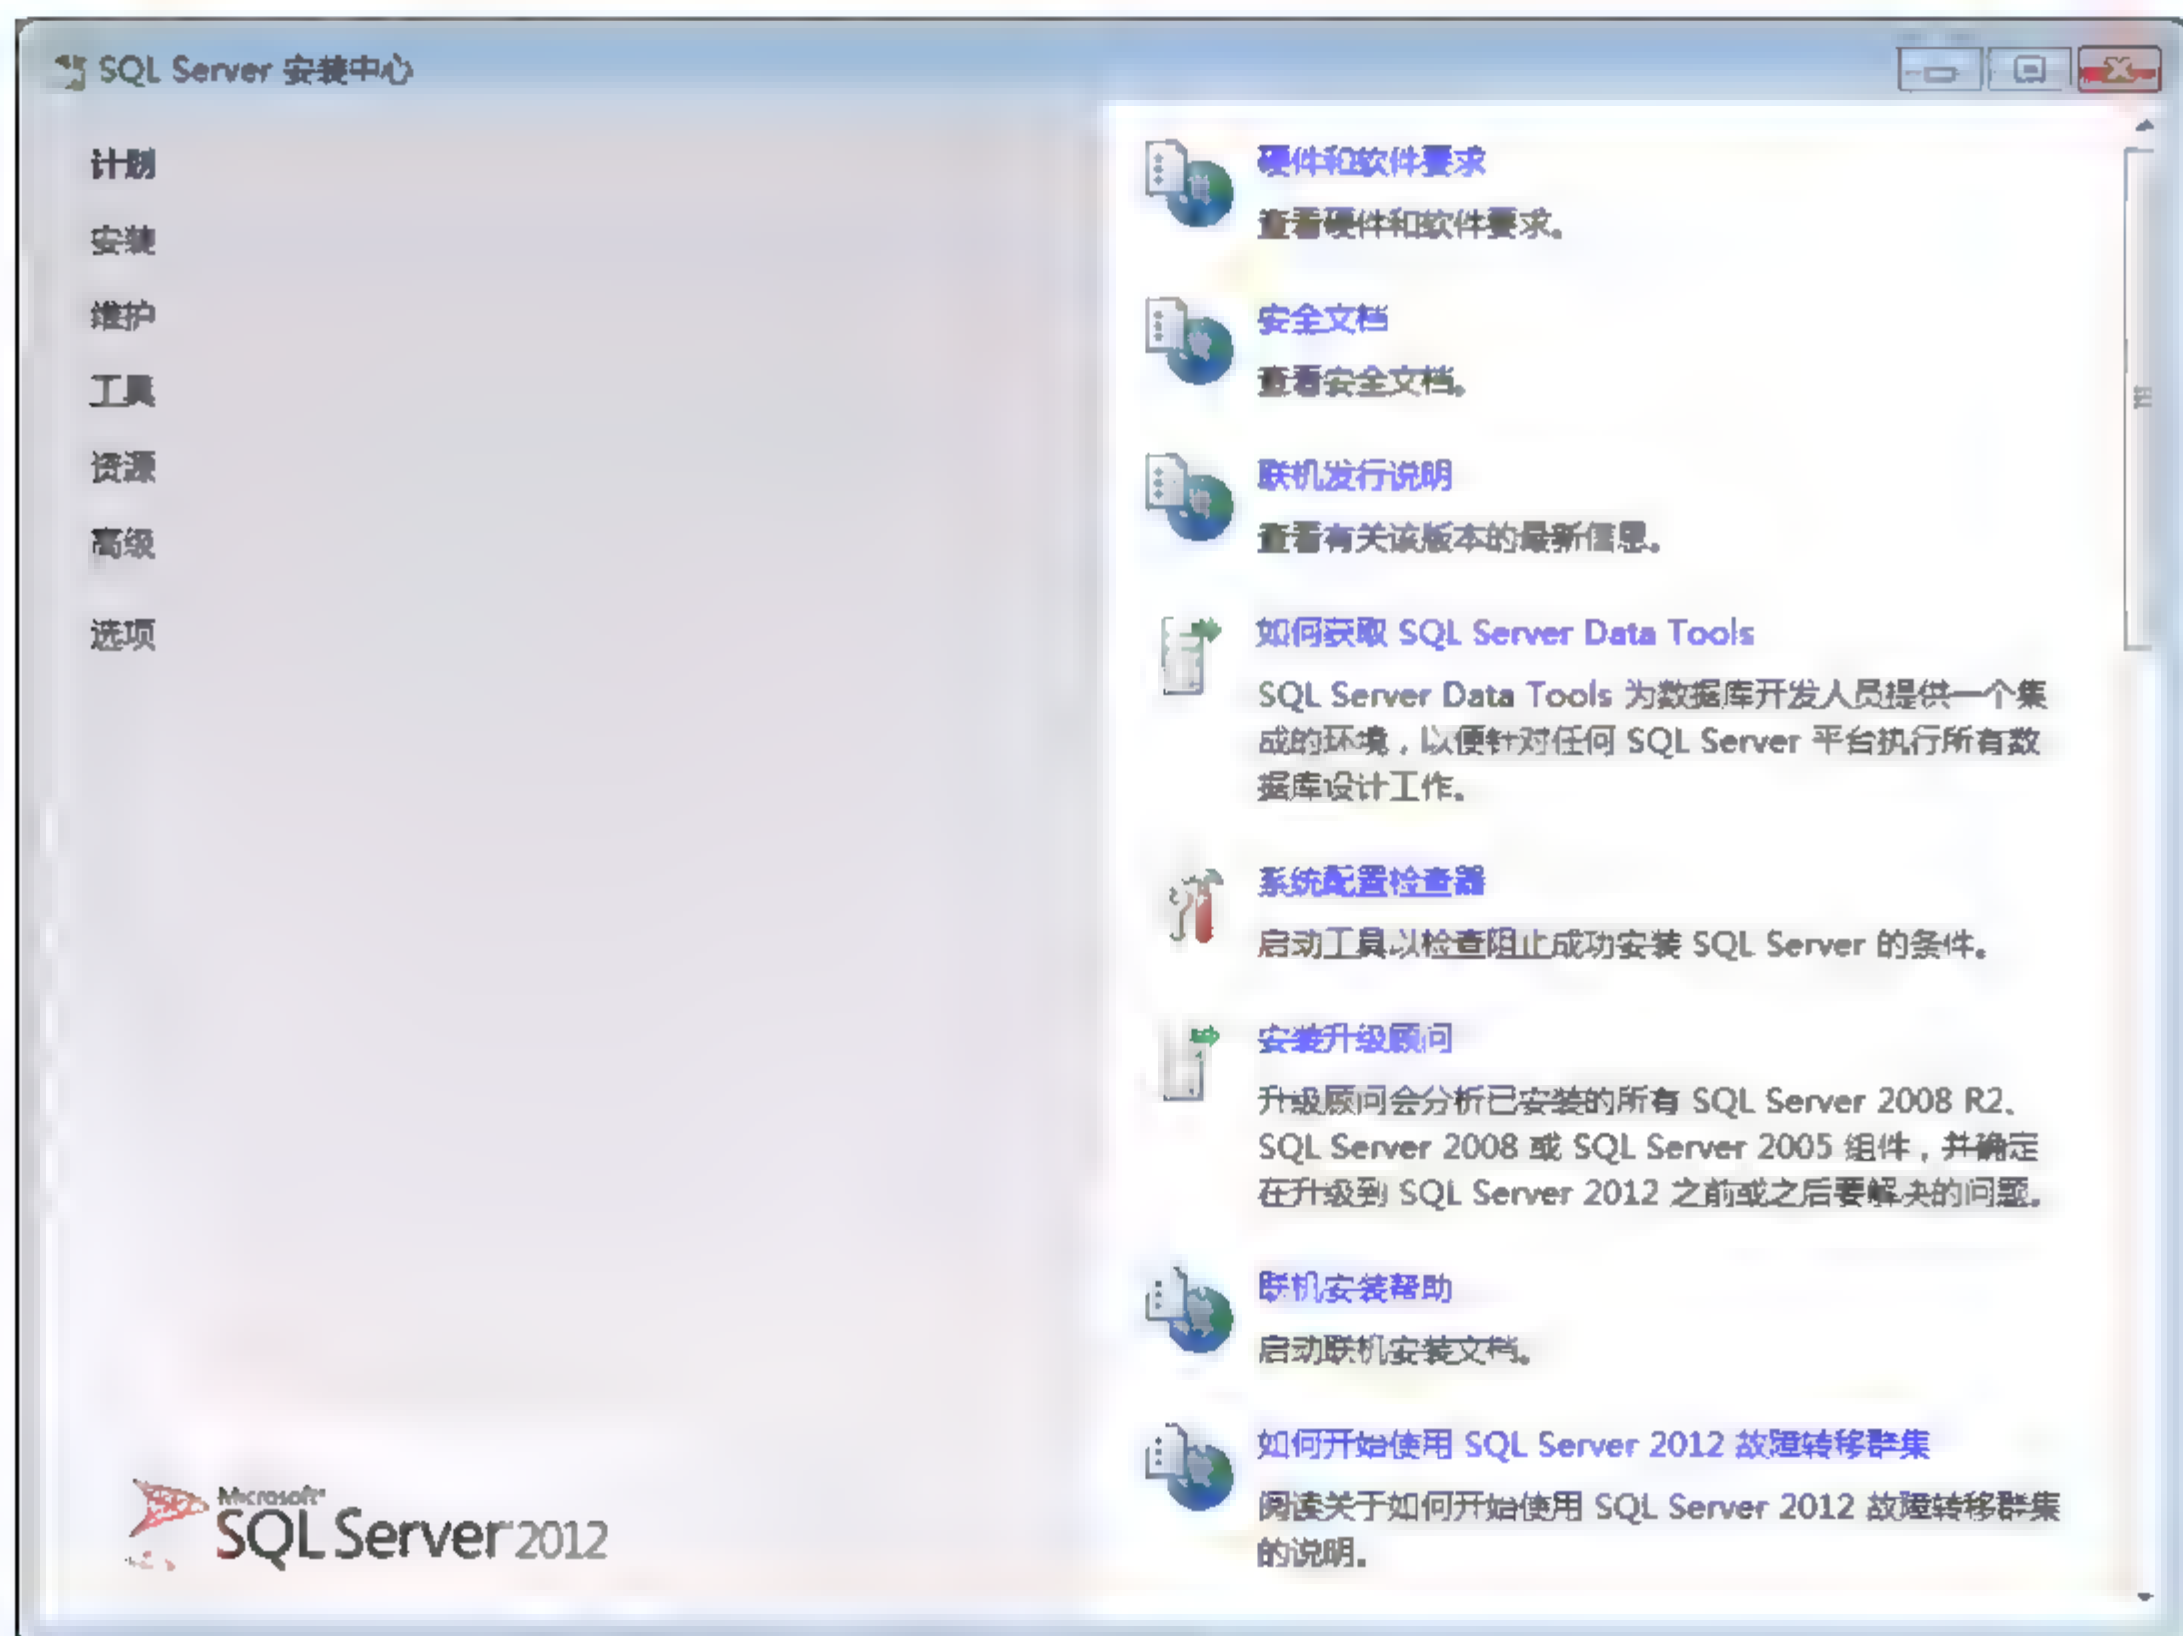 SQL Server 安装中心
计划
安装
维护
工具
资源
高级
选项
Microsoft®
SQL Server 2012
硬件和软件要求
查看硬件和软件要求。
安全文档
查看安全文档。
联机发行说明
查看有关该版本的最新信息。
如何获取 SQL Server Data Tools
SQL Server Data Tools 为数据库开发人员提供一个集
成的环境，以便针对任何 SQL Server 平台执行所有数
据库设计工作。
系统配置检查器
启动工具以检查阻止成功安装 SQL Server 的条件。
安装升级顾问
升级顾问会分析已安装的所有 SQL Server 2008 R2、
SQL Server 2008 或 SQL Server 2005 组件，并确定
在升级到 SQL Server 2012 之前或之后要解决的问题。
联机安装帮助
启动联机安装文档。
如何开始使用 SQL Server 2012 故障转移群集
阅读关于如何开始使用 SQL Server 2012 故障转移群集
的说明。